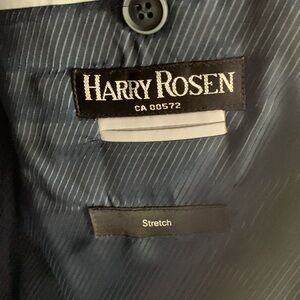 HARRY ROSEN
CA 00572
Stretch